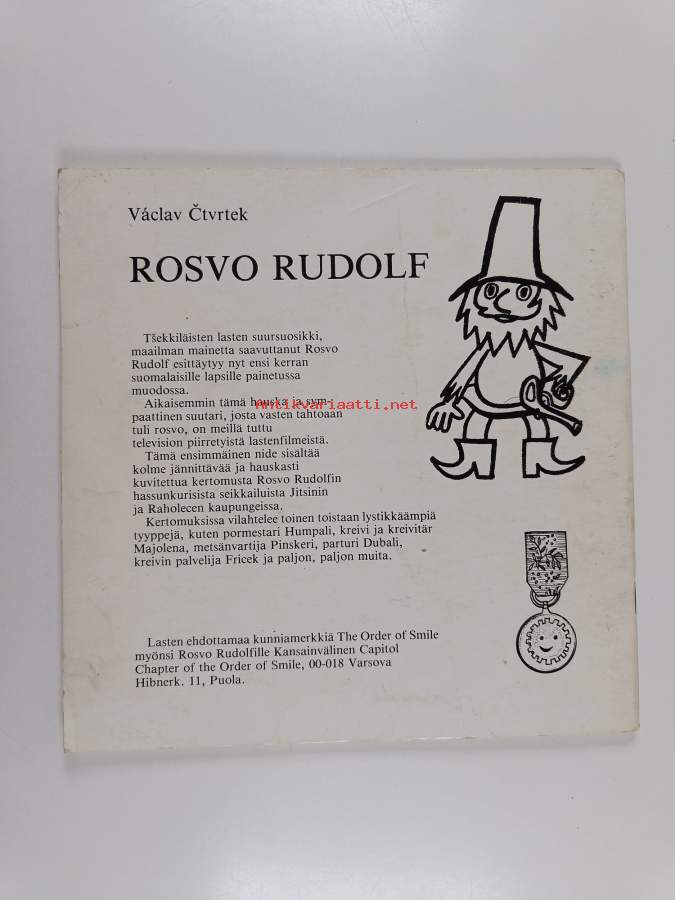 Václav Čtvrtek
ROSVO RUDOLF
Tšekkiläisten lasten suursuosikki,
maailman mainetta saavuttanut Rosvo
Rudolf esittäytyy nyt ensi kerran
suomalaisille lapsille painetussa
muodossa.
Aikaisemmin tämä hauska ja sym-
paattinen suutari, josta vasten tahtoaan
tuli rosvo, on meillä tuttu
television piirretyistä lastenfilmeistä.
Tämä ensimmäinen nide sisältää
kolme jännittävää ja hauskasti
kuvitettua kertomusta Rosvo Rudolfin
hassunkurisista seikkailuista Jitsinin
ja Raholecen kaupungeissa.
Kertomuksissa vilahtelee toinen toistaan lystikkäämpiä
tyyppejä, kuten pormestari Humpali, kreivi ja kreivitär
Majolena, metsänvartija Pinskeri, parturi Dubali,
kreivin palvelija Fricek ja paljon, paljon muita.
Lasten ehdottamaa kunniamerkkiä The Order of Smile
myönsi Rosvo Rudolfille Kansainvälinen Capitol
Chapter of the Order of Smile, 00-018 Varsova
Hibnerk. 11, Puola.
antikvariaatti.net